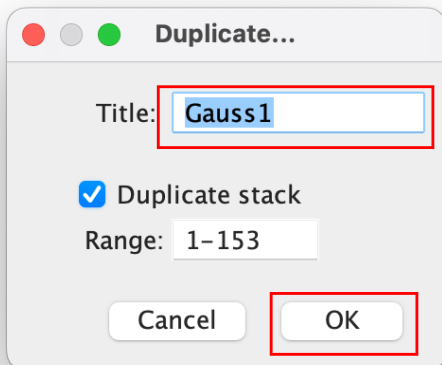 Duplicate...
Title: Gauss1
Duplicate stack
Range: 1-153
Cancel OK